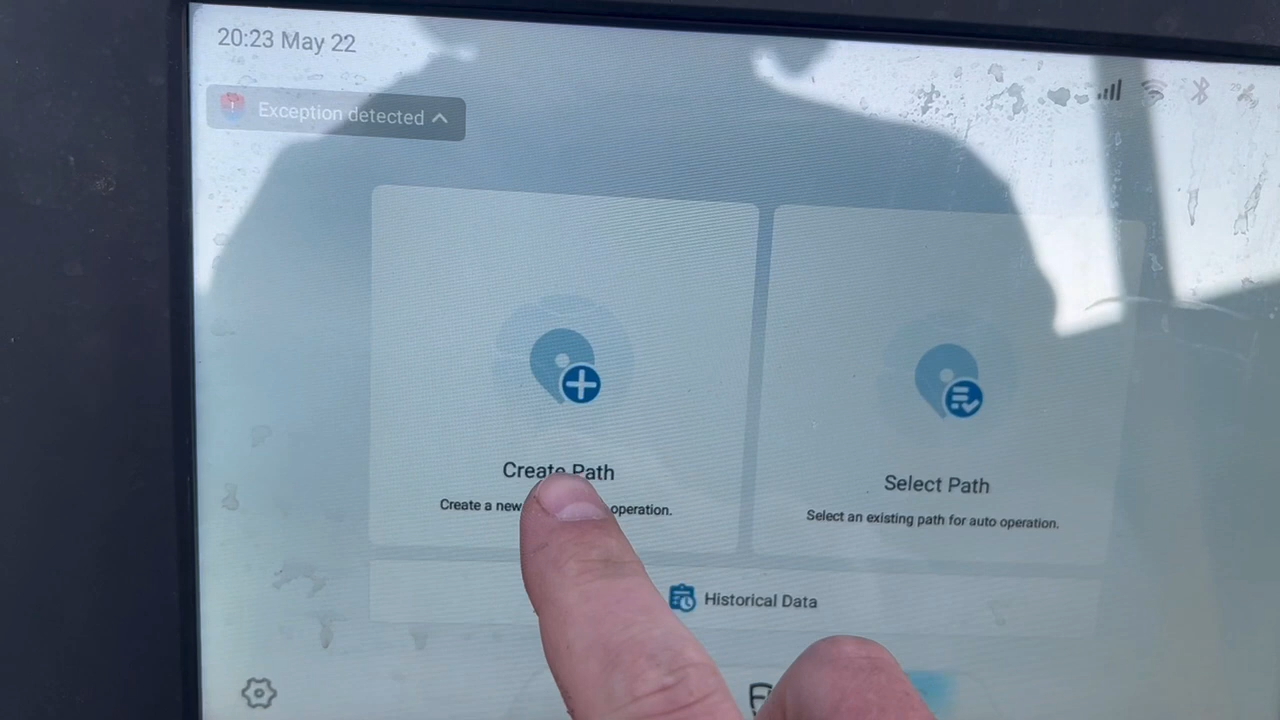 20:23 May 22
Exception detected
Create Path
Create a new operation.
Select Path
Select an existing path for auto operation.
Historical Data